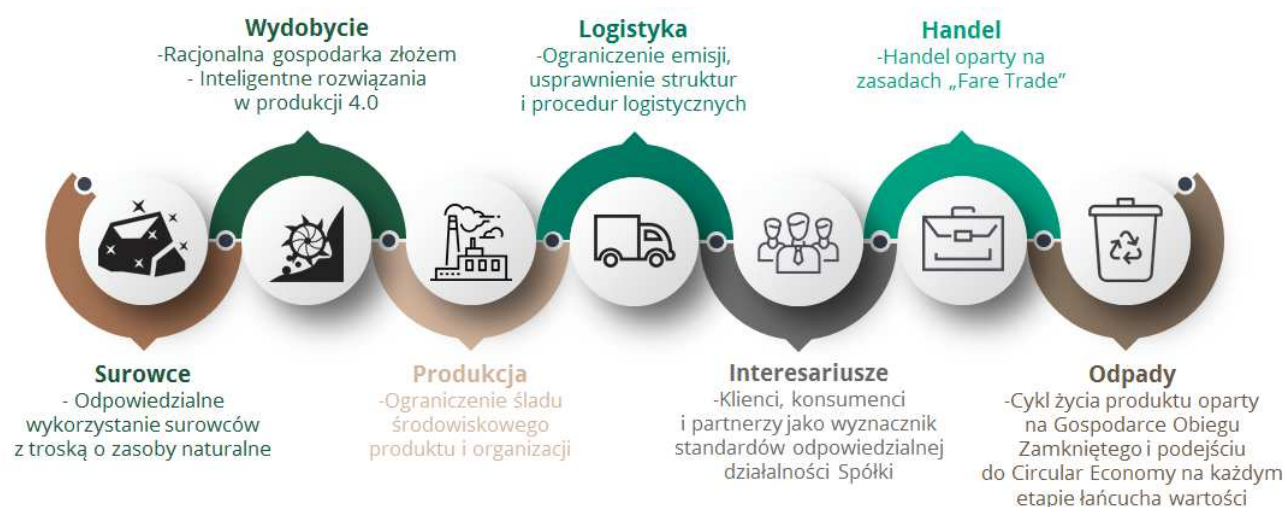 Wydobycie
-Racjonalna gospodarka złożem
- Inteligentne rozwiązania
w produkcji 4.0
Logistyka
-Ograniczenie emisji,
usprawnienie struktur
i procedur logistycznych
Handel
-Handel oparty na
zasadach „Fare Trade”
Surowce
- Odpowiedzialne
wykorzystanie surowców
z troską o zasoby naturalne
Produkcja
-Ograniczenie śladu
środowiskowego
produktu i organizacji
Interesariusze
-Klienci, konsumenci
i partnerzy jako wyznacznik
standardów odpowiedzialnej
działalności Spółki
Odpady
-Cykl życia produktu oparty
na Gospodarce Obiegu
Zamkniętego i podejściu
do Circular Economy na każdym
etapie łańcucha wartości